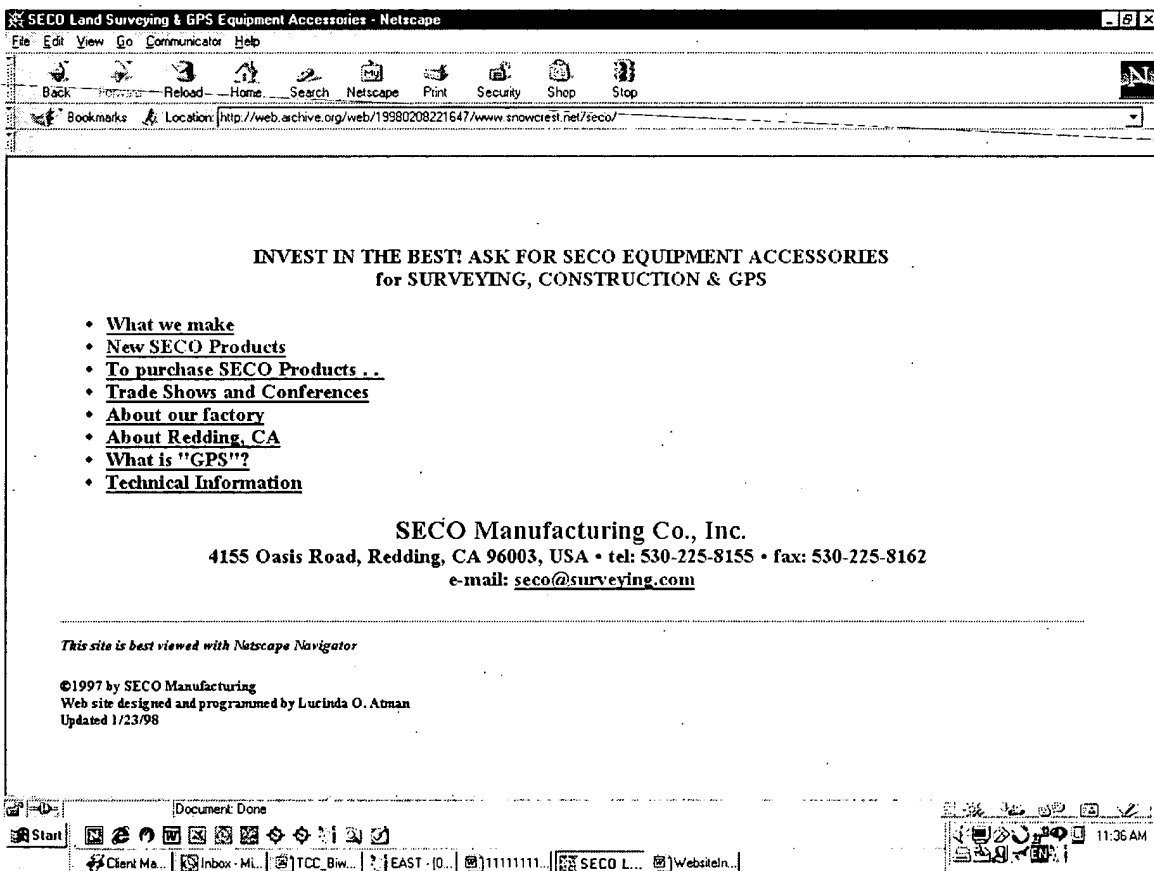 SECO Land Surveying & GPS Equipment Accessories - Netscape
File Edit View Go Communicator Help
Back Forward Reload Home Search Netscape Print Security Shop Stop
My
N
Bookmarks Location: http://web.archive.org/web/19980208221647/www.snowcrest.net/seco/
INVEST IN THE BEST! ASK FOR SECO EQUIPMENT ACCESSORIES
for SURVEYING, CONSTRUCTION & GPS
• What we make
• New SECO Products
• To purchase SECO Products . .
• Trade Shows and Conferences
• About our factory
• About Redding, CA
• What is "GPS"?
• Technical Information
SECO Manufacturing Co., Inc.
4155 Oasis Road, Redding, CA 96003, USA • tel: 530-225-8155 • fax: 530-225-8162
e-mail: seco@surveying.com
This site is best viewed with Netscape Navigator
©1997 by SECO Manufacturing
Web site designed and programmed by Lucinda O. Atman
Updated 1/23/98
Document: Done
Start
EN
11:36 AM
Client Ma... Inbox - Mi... TCC_Biw... EAST - [0... 11111111... SECO L... WebsiteIn...